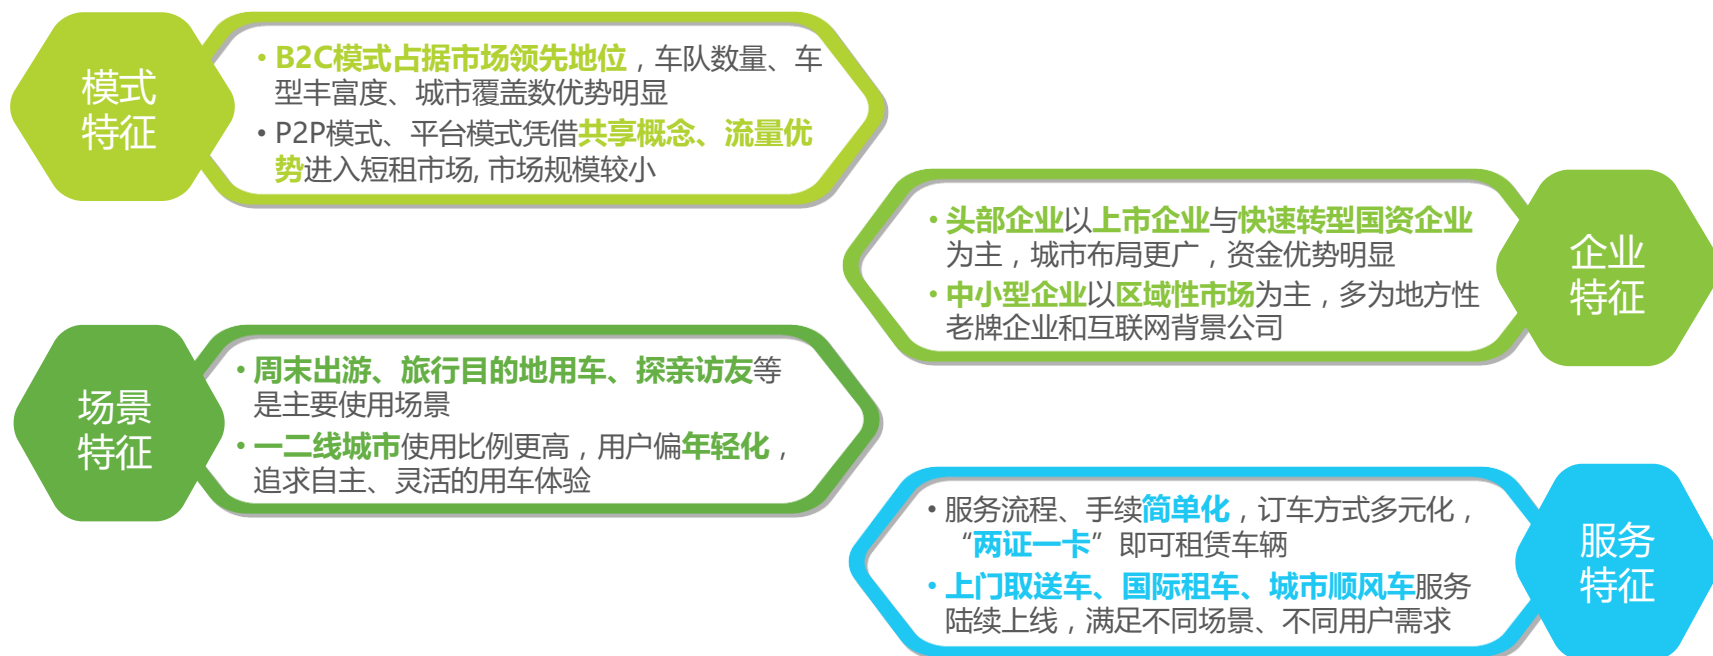 模式
特征
• B2C模式占据市场领先地位，车队数量、车
型丰富度、城市覆盖数优势明显
• P2P模式、平台模式凭借共享概念、流量优
势进入短租市场, 市场规模较小
• 头部企业以上市企业与快速转型国资企业
为主，城市布局更广，资金优势明显
• 中小型企业以区域性市场为主，多为地方性
老牌企业和互联网背景公司
企业
特征
场景
特征
• 周末出游、旅行目的地用车、探亲访友等
是主要使用场景
• 一二线城市使用比例更高，用户偏年轻化，
追求自主、灵活的用车体验
• 服务流程、手续简单化，订车方式多元化，
“两证一卡”即可租赁车辆
• 上门取送车、国际租车、城市顺风车服务
陆续上线，满足不同场景、不同用户需求
服务
特征